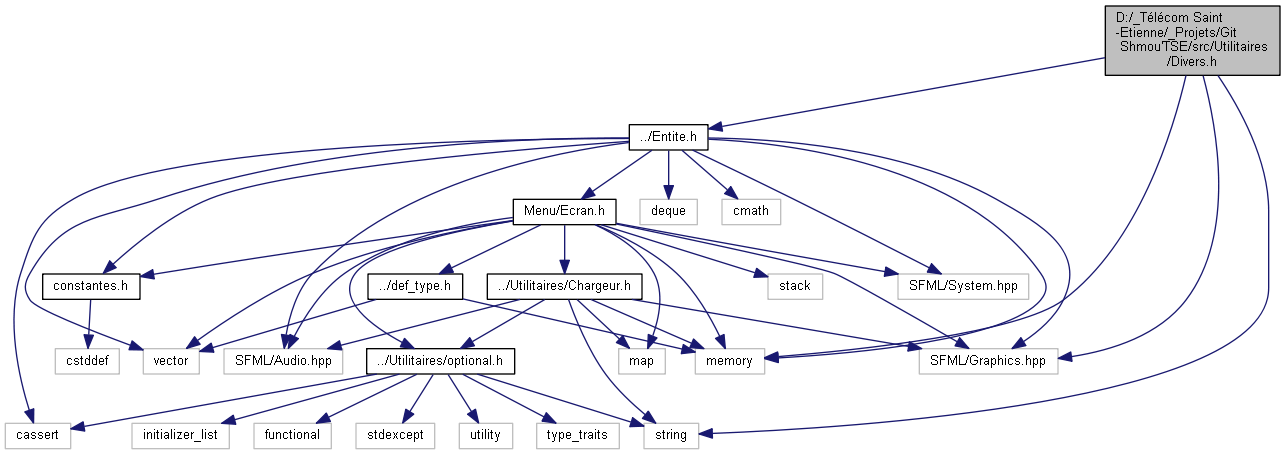 D:/_Télécom Saint
-Etienne/_Projets/Git
ShmouTSE/src/Utilitaires
/Divers.h
../Entite.h
Menu/Ecran.h
deque
cmath
constantes.h
../def_type.h
../Utilitaires/Chargeur.h
stack
SFML/System.hpp
cstddef
vector
SFML/Audio.hpp
../Utilitaires/optional.h
map
memory
SFML/Graphics.hpp
cassert
initializer_list
functional
stdexcept
utility
type_traits
string